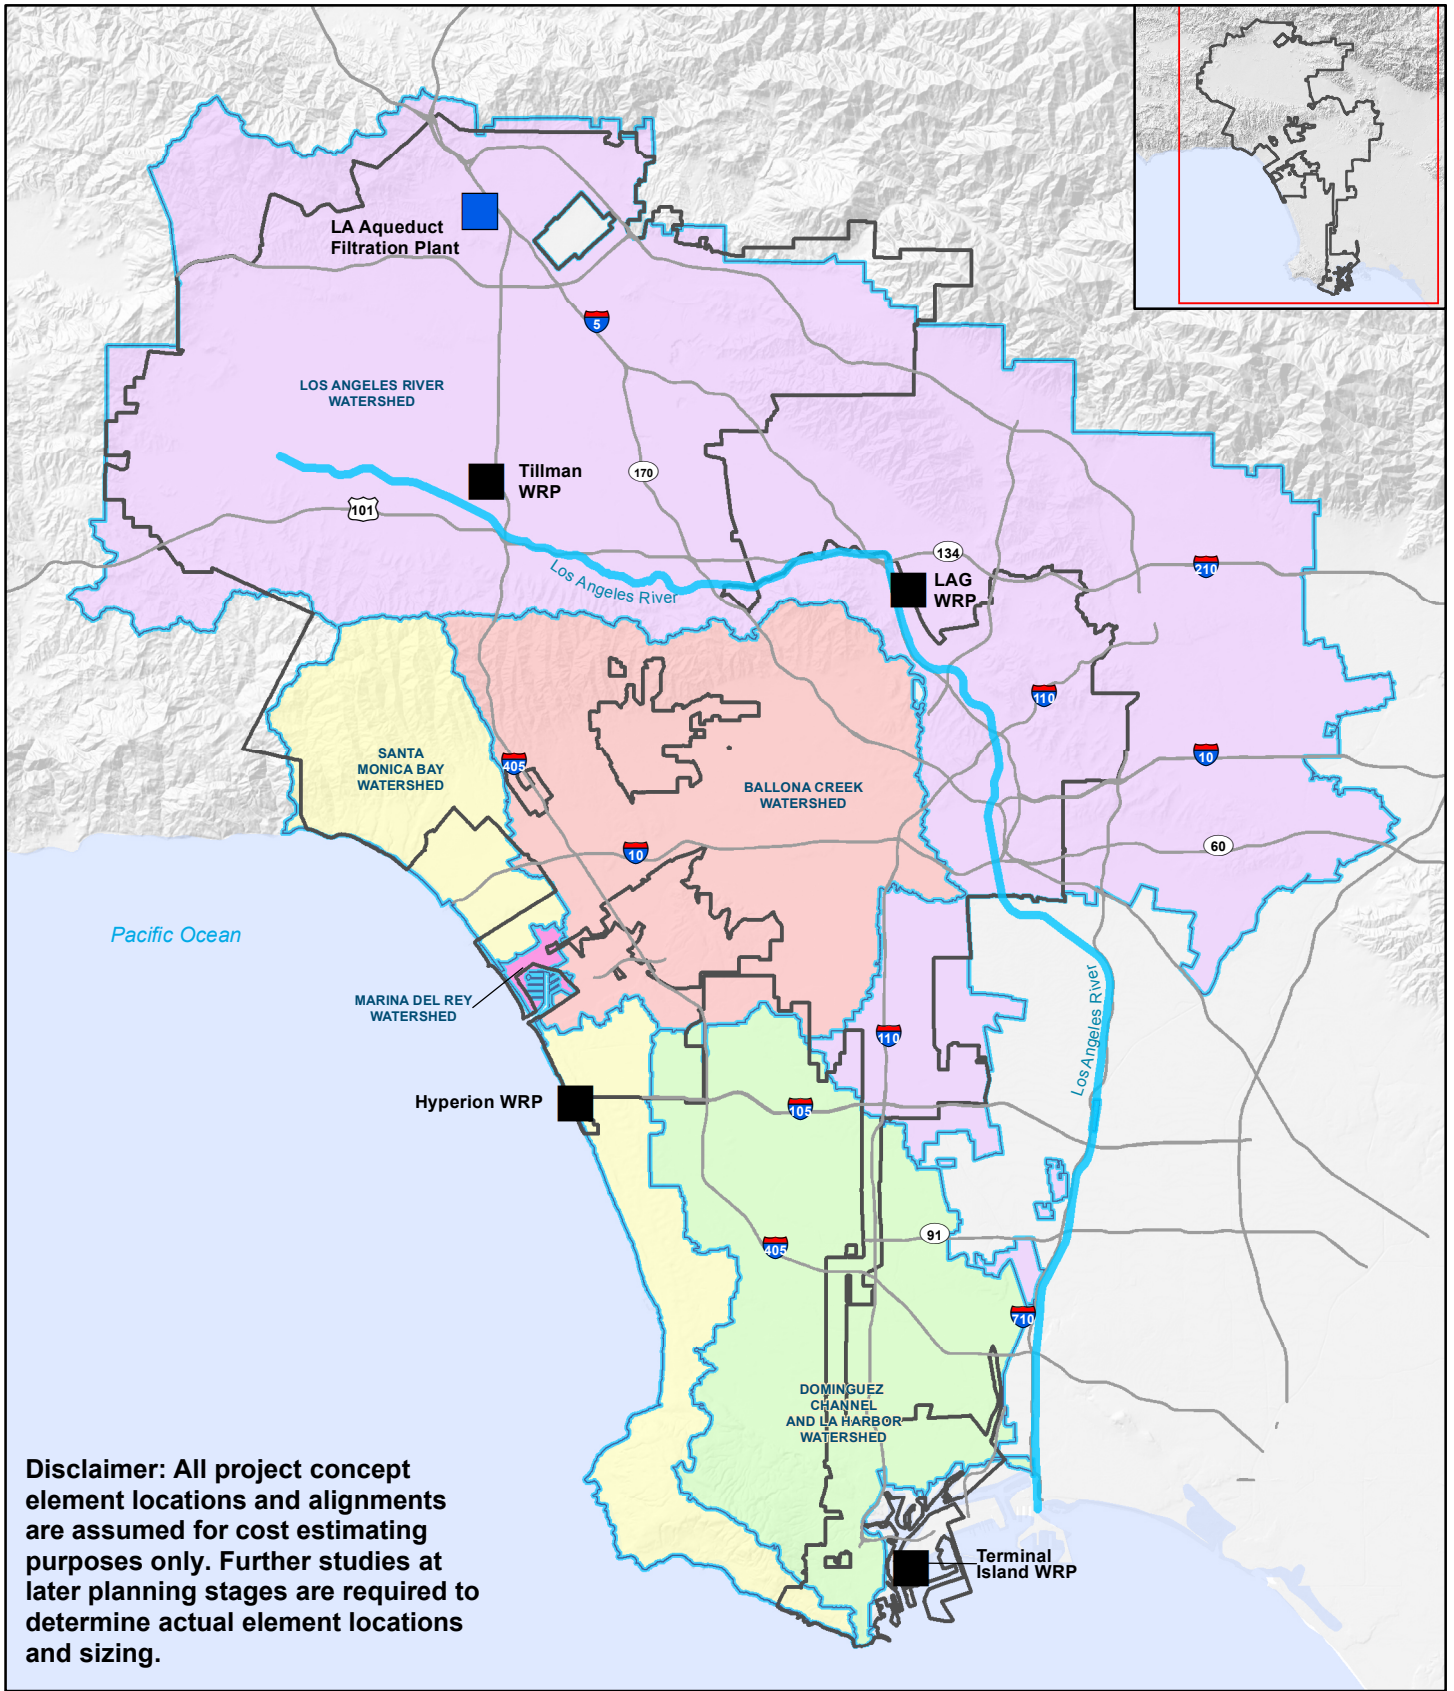 LA Aqueduct
Filtration Plant
5
LOS ANGELES RIVER
WATERSHED
Tillman
WRP
170
101
134
210
Los Angeles River
LAG
WRP
110
SANTA
MONICA BAY
WATERSHED
405
10
BALLONA CREEK
WATERSHED
10
60
Pacific Ocean
MARINA DEL REY
WATERSHED
Los Angeles River
110
Hyperion WRP
105
91
405
710
DOMINGUEZ
CHANNEL
AND LA HARBOR
WATERSHED
Disclaimer: All project concept
element locations and alignments
are assumed for cost estimating
purposes only. Further studies at
later planning stages are required to
determine actual element locations
and sizing.
Terminal
Island WRP